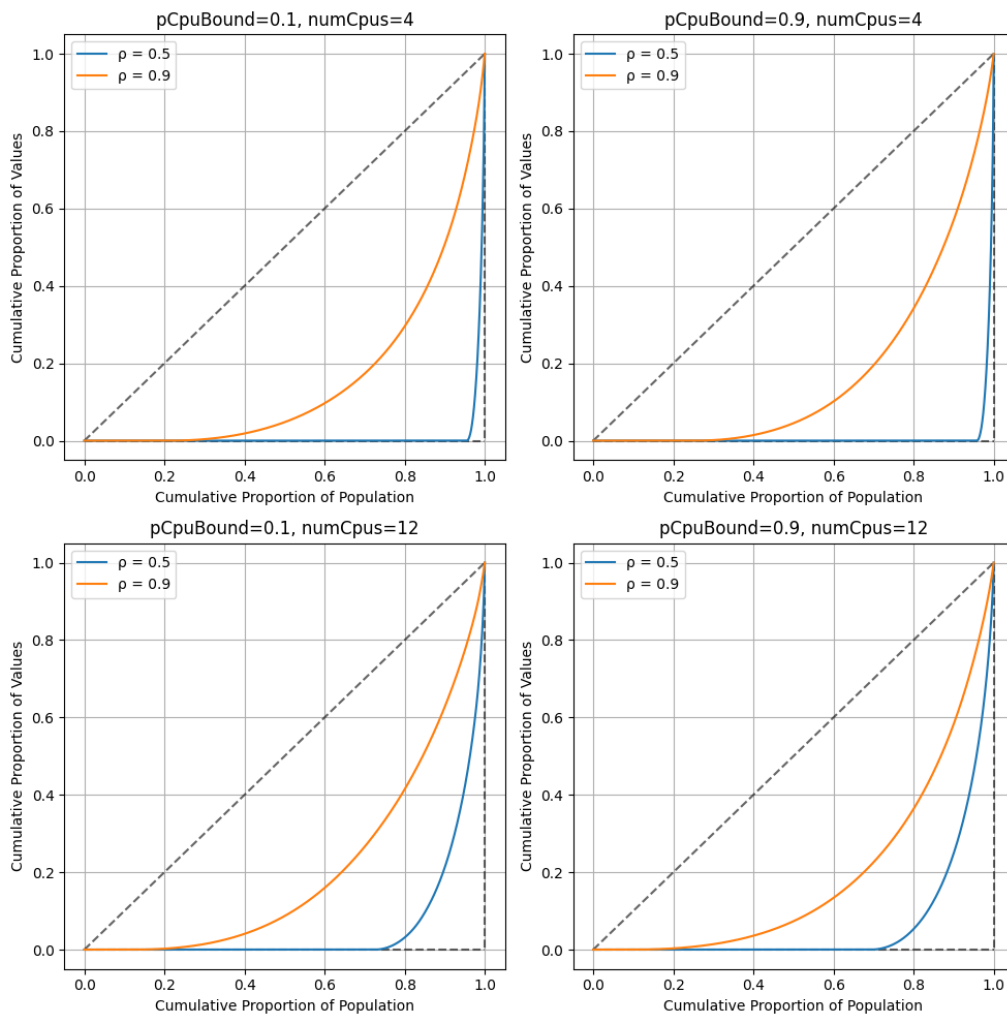 pCpuBound=0.1, numCpus=4
ρ = 0.5
ρ = 0.9
Cumulative Proportion of Values
1.0
0.8
0.6
0.4
0.2
0.0
0.0 0.2 0.4 0.6 0.8 1.0
Cumulative Proportion of Population
pCpuBound=0.9, numCpus=4
ρ = 0.5
ρ = 0.9
Cumulative Proportion of Values
1.0
0.8
0.6
0.4
0.2
0.0
0.0 0.2 0.4 0.6 0.8 1.0
Cumulative Proportion of Population
pCpuBound=0.1, numCpus=12
ρ = 0.5
ρ = 0.9
Cumulative Proportion of Values
1.0
0.8
0.6
0.4
0.2
0.0
0.0 0.2 0.4 0.6 0.8 1.0
Cumulative Proportion of Population
pCpuBound=0.9, numCpus=12
ρ = 0.5
ρ = 0.9
Cumulative Proportion of Values
1.0
0.8
0.6
0.4
0.2
0.0
0.0 0.2 0.4 0.6 0.8 1.0
Cumulative Proportion of Population